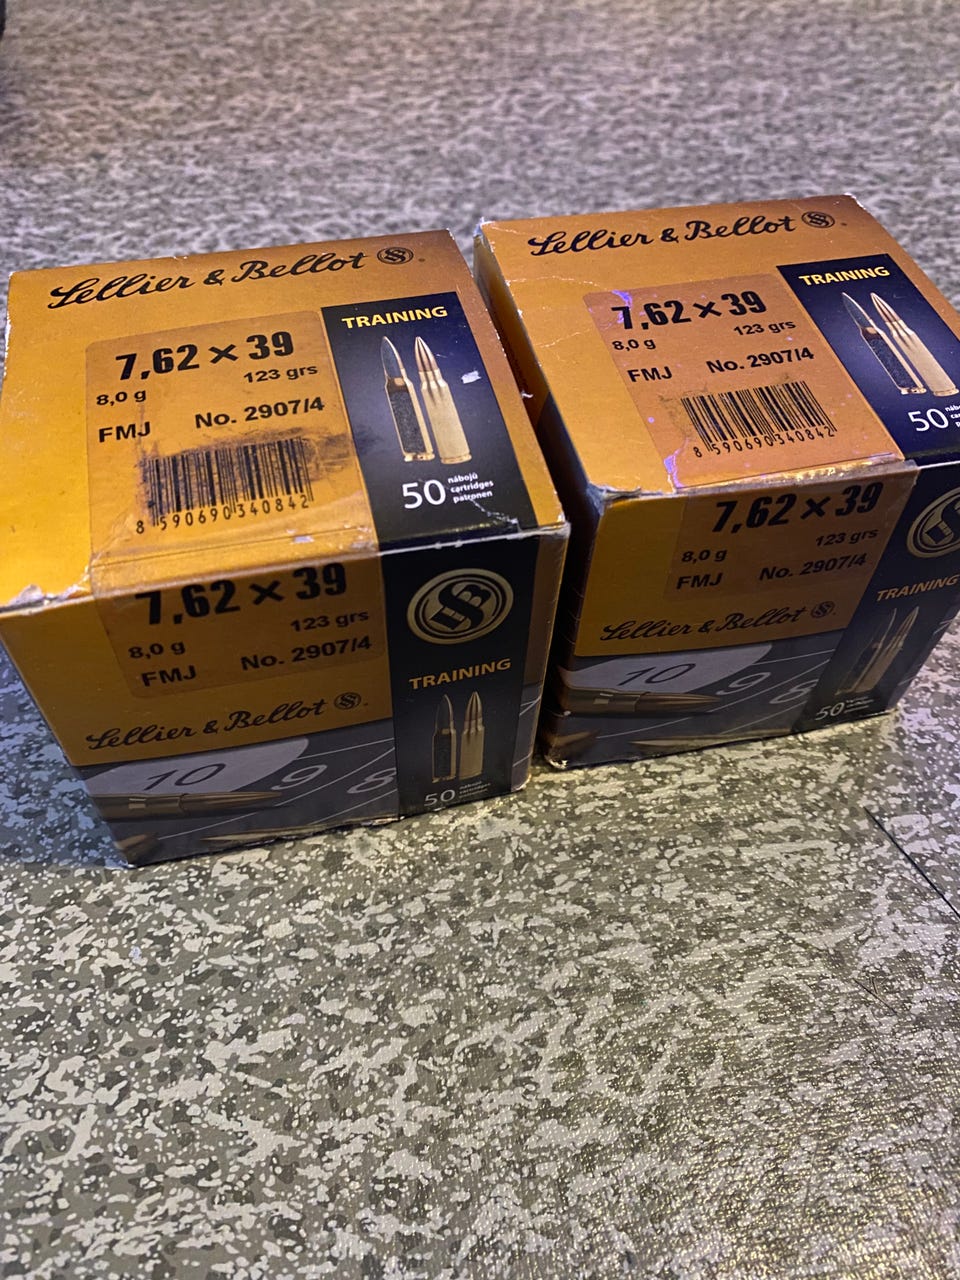 Sellier & Bellot
7,62 × 39
8,0 g 123 grs
FMJ No. 2907/4
8 590690 340842
TRAINING
50 nábojů
cartridges
patronen
7,62 × 39
8,0 g 123 grs
FMJ No. 2907/4
Sellier & Bellot
10 9 8
TRAINING
50 nábojů
cartridges
patronen
Sellier & Bellot
7,62 × 39
8,0 g 123 grs
FMJ No. 2907/4
8 590690 340842
TRAINING
50
7,62 × 39
8,0 g 123 grs
FMJ No. 2907/4
Sellier & Bellot
10 9 8
TRAINING
50